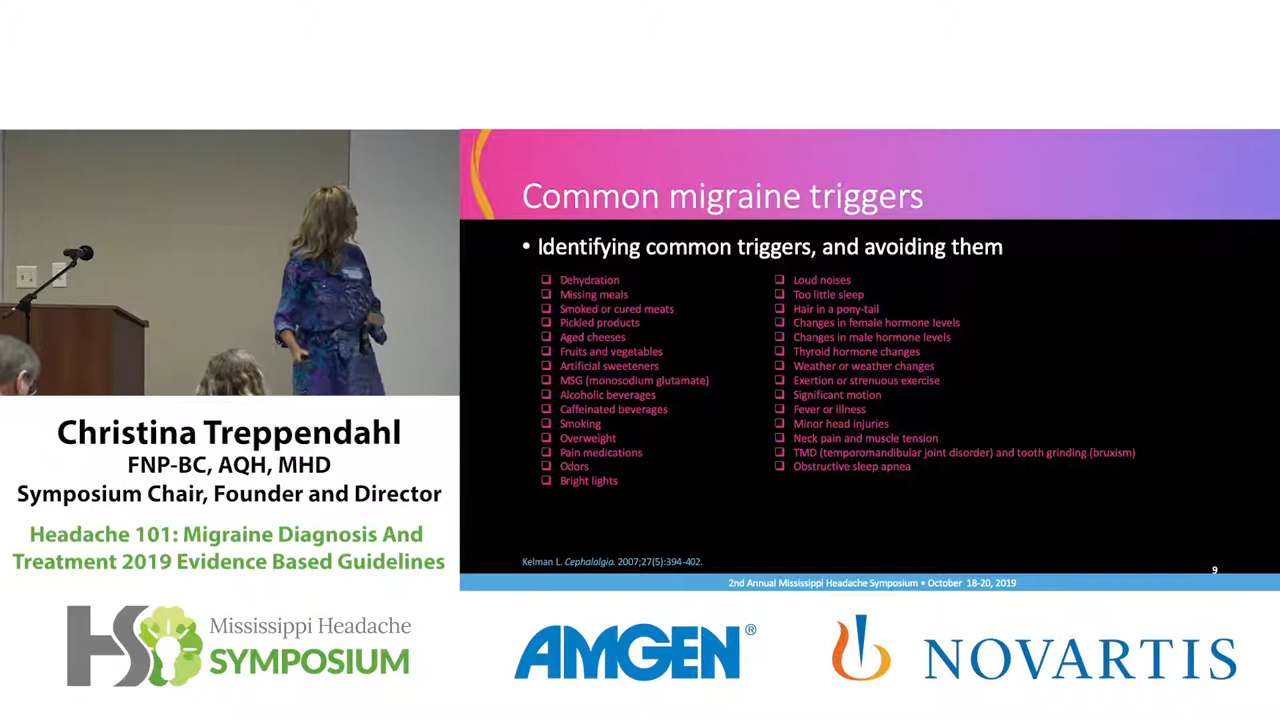 Common migraine triggers
• Identifying common triggers, and avoiding them
❑ Dehydration
❑ Missing meals
❑ Smoked or cured meats
❑ Pickled products
❑ Aged cheeses
❑ Fruits and vegetables
❑ Artificial sweeteners
❑ MSG (monosodium glutamate)
❑ Alcoholic beverages
❑ Caffeinated beverages
❑ Smoking
❑ Overweight
❑ Pain medications
❑ Odors
❑ Bright lights
❑ Loud noises
❑ Too little sleep
❑ Hair in a pony-tail
❑ Changes in female hormone levels
❑ Changes in male hormone levels
❑ Thyroid hormone changes
❑ Weather or weather changes
❑ Exertion or strenuous exercise
❑ Significant motion
❑ Fever or illness
❑ Minor head injuries
❑ Neck pain and muscle tension
❑ TMD (temporomandibular joint disorder) and tooth grinding (bruxism)
❑ Obstructive sleep apnea
Kelman L. Cephalalgia. 2007;27(5):394-402.
9
2nd Annual Mississippi Headache Symposium • October 18-20, 2019
Christina Treppendahl
FNP-BC, AQH, MHD
Symposium Chair, Founder and Director
Headache 101: Migraine Diagnosis And
Treatment 2019 Evidence Based Guidelines
HS
Mississippi Headache
SYMPOSIUM
AMGEN®
NOVARTIS